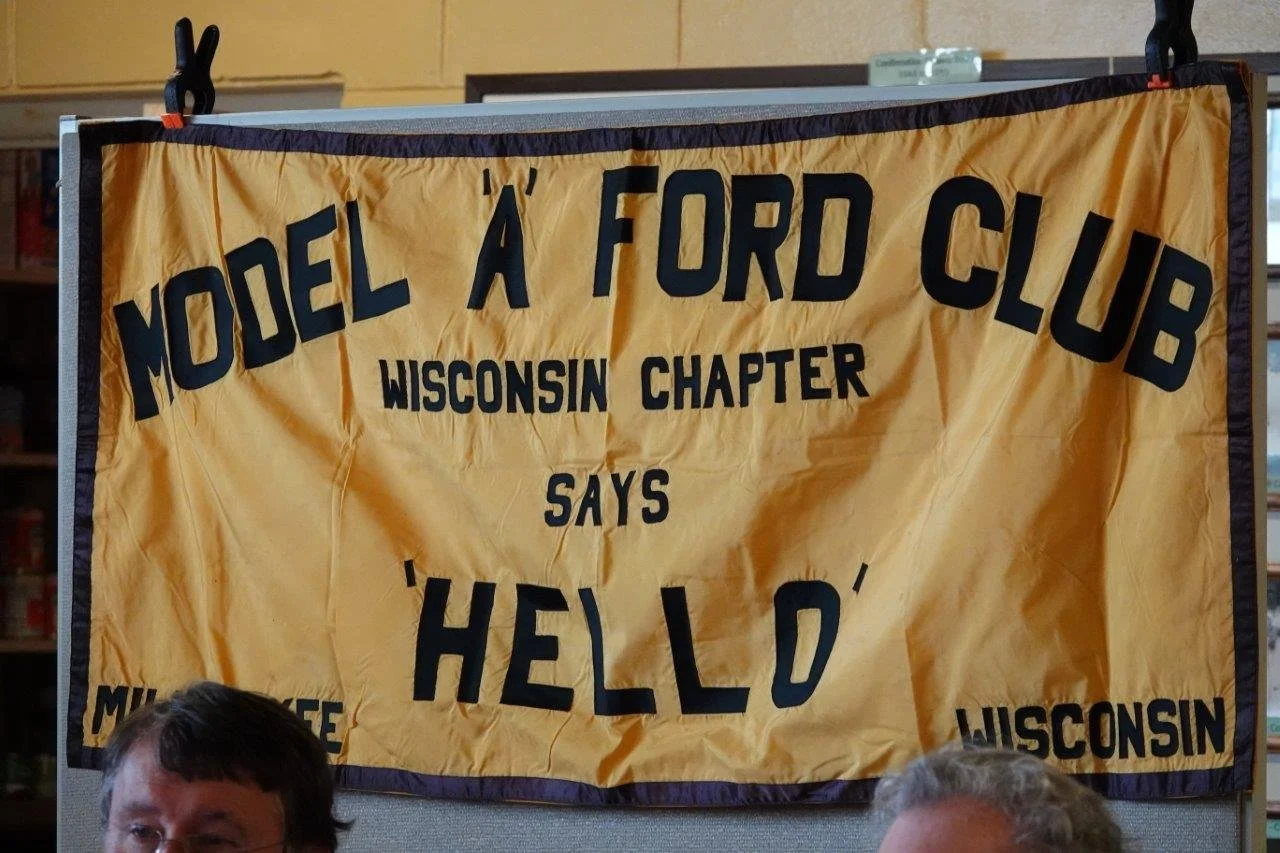 MODEL 'A' FORD CLUB
WISCONSIN CHAPTER
SAYS
'HELLO'
WISCONSIN